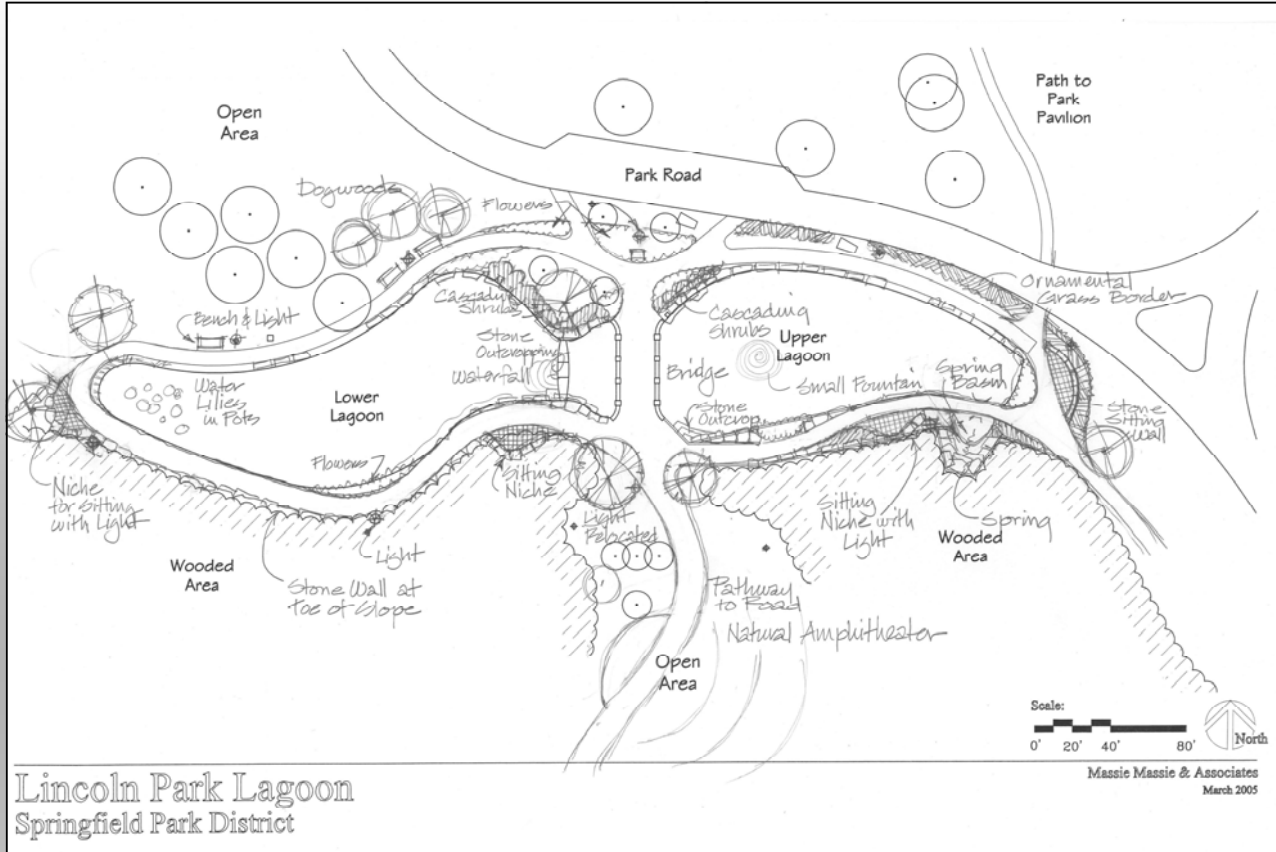 Open
Area
Path to
Park
Pavilion
Park Road
Dogwoods
Flowers
Ornamental
Grass Border
Cascading
Shrubs
Cascading
Shrubs
Bench & Light
Stone
Outcropping
Waterfall
Upper
Lagoon
Bridge
Small Fountain
Spring
Basin
Water
Lilies
in Pots
Lower
Lagoon
Stone
Outcrop
Stone
Sitting
Wall
Flowers
Sitting
Niche
Niche
for Sitting
with Light
Light
Relocated
Sitting
Niche with
Light
Spring
Wooded
Area
Wooded
Area
Light
Stone Wall at
toe of Slope
Pathway
to Road
Natural Amphitheater
Open
Area
Scale:
0' 20' 40' 80'
North
Lincoln Park Lagoon
Springfield Park District
Massie Massie & Associates
March 2005